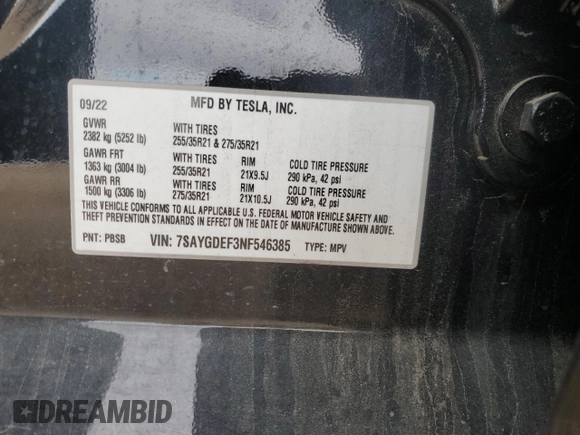 09/22 MFD BY TESLA, INC.
GVWR
2382 kg (5252 lb)
WITH TIRES
255/35R21 & 275/35R21
GAWR FRT WITH TIRES RIM COLD TIRE PRESSURE
1363 kg (3004 lb) 255/35R21 21X9.5J 290 kPa, 42 psi
GAWR RR WITH TIRES RIM COLD TIRE PRESSURE
1500 kg (3306 lb) 275/35R21 21X10.5J 290 kPa, 42 psi
THIS VEHICLE CONFORMS TO ALL APPLICABLE U.S. FEDERAL MOTOR VEHICLE SAFETY AND
THEFT PREVENTION STANDARDS IN EFFECT ON THE DATE OF MANUFACTURE SHOWN ABOVE.
PNT: PBSB VIN: 7SAYGDEF3NF546385 TYPE: MPV
DREAMBID